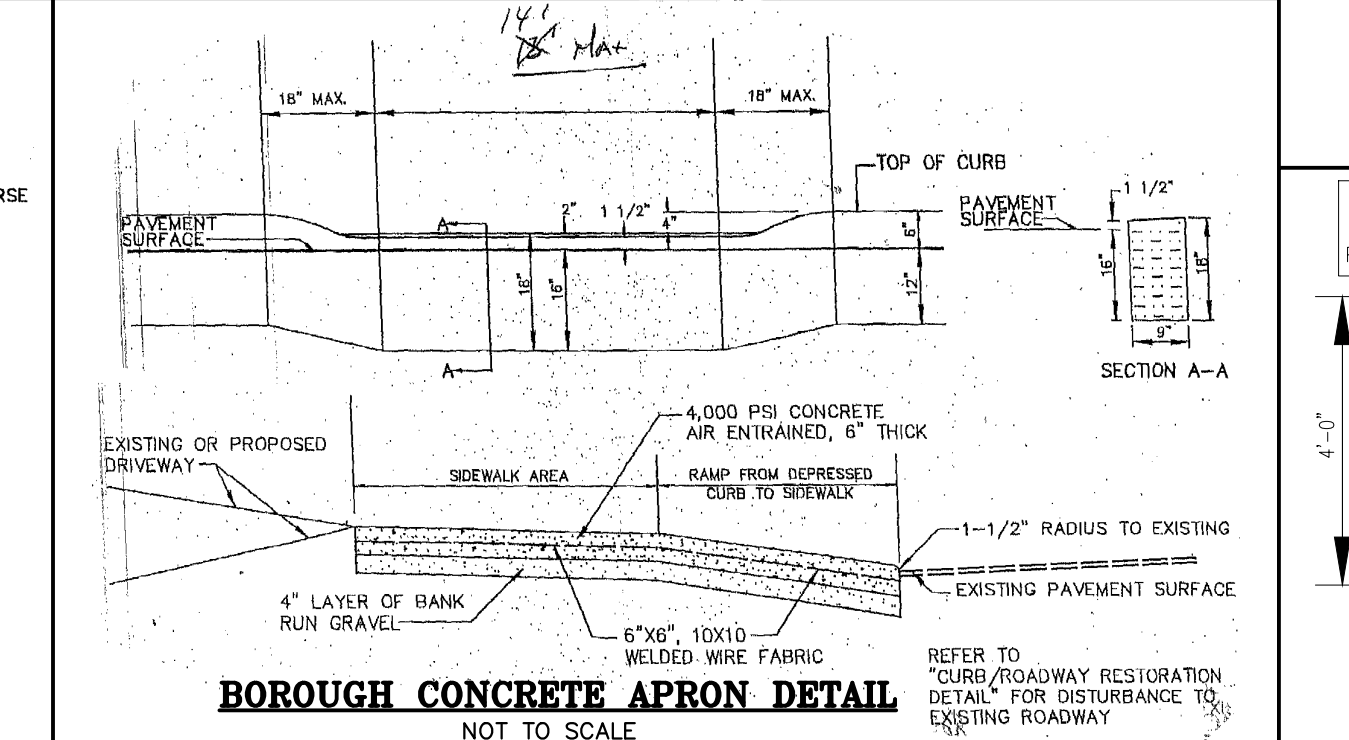 14'
Max
18" MAX.
18" MAX.
RSE
TOP OF CURB
PAVEMENT
SURFACE
A
2"
1 1/2"
4"
6"
18"
16"
12"
A
PAVEMENT
SURFACE
1 1/2"
16"
18"
9"
SECTION A-A
4'-0"
4,000 PSI CONCRETE
AIR ENTRAINED, 6" THICK
EXISTING OR PROPOSED
DRIVEWAY
SIDEWALK AREA
RAMP FROM DEPRESSED
CURB TO SIDEWALK
1-1/2" RADIUS TO EXISTING
EXISTING PAVEMENT SURFACE
4" LAYER OF BANK
RUN GRAVEL
6"X6", 10X10
WELDED WIRE FABRIC
REFER TO
"CURB/ROADWAY RESTORATION
DETAIL" FOR DISTURBANCE TO
EXISTING ROADWAY
BOROUGH CONCRETE APRON DETAIL
NOT TO SCALE